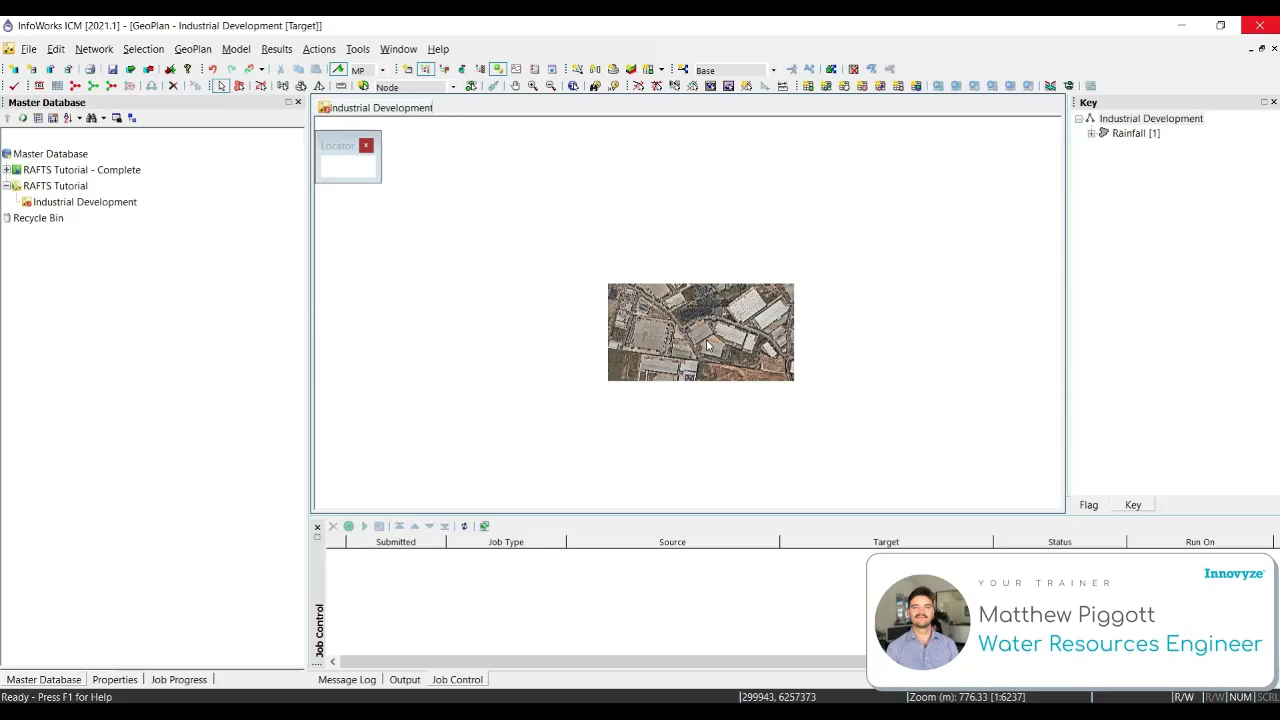 InfoWorks ICM [2021.1] - [GeoPlan - Industrial Development [Target]]
File Edit Network Selection GeoPlan Model Results Actions Tools Window Help
MP
Base
Node
Master Database
Industrial Development
Key
Locator
x
Industrial Development
Rainfall [1]
Master Database
RAFTS Tutorial - Complete
RAFTS Tutorial
Industrial Development
Recycle Bin
Flag Key
Submitted Job Type Source Target Status Run On
Job Control
Innovyze
YOUR TRAINER
Matthew Piggott
Water Resources Engineer
Master Database Properties Job Progress
Message Log Output Job Control
Ready - Press F1 for Help
299943, 6257373
Zoom (m): 776.33 [1:6237]
R/W R/W NUM SCRL